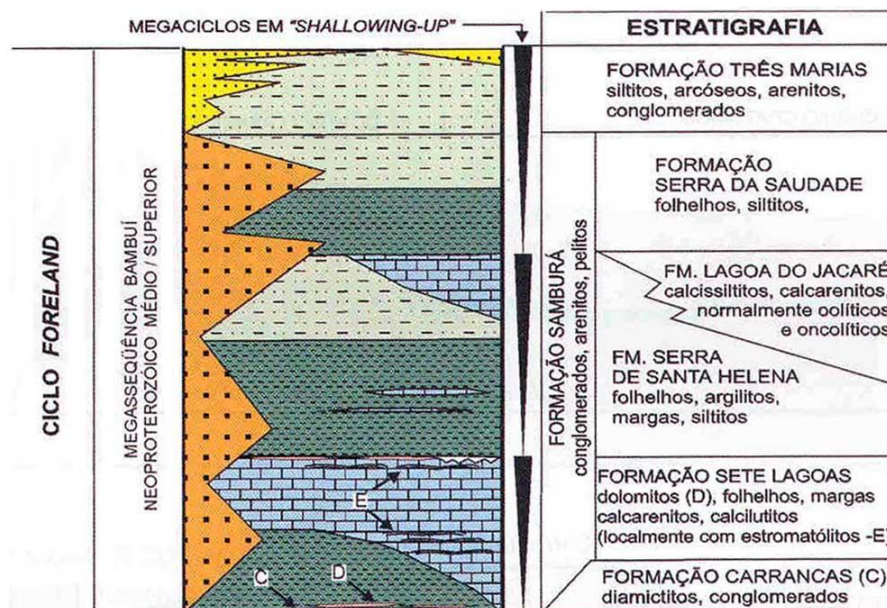 MEGACICLOS EM "SHALLOWING-UP"
ESTRATIGRAFIA
CICLO FORELAND
MEGASSEQÜÊNCIA BAMBUÍ
NEOPROTEROZÓICO MÉDIO / SUPERIOR
E
C
D
FORMAÇÃO SAMBURÁ
conglomerados, arenitos, pelitos
FORMAÇÃO TRÊS MARIAS
siltitos, arcóseos, arenitos,
conglomerados
FORMAÇÃO
SERRA DA SAUDADE
folhelhos, siltitos,
FM. LAGOA DO JACARÉ
calcissiltitos, calcarenitos
normalmente oolíticos
e oncolíticos
FM. SERRA
DE SANTA HELENA
folhelhos, argilitos,
margas, siltitos
FORMAÇÃO SETE LAGOAS
dolomitos (D), folhelhos, margas
calcarenitos, calcilutitos
(localmente com estromatólitos -E)
FORMAÇÃO CARRANCAS (C)
diamictitos, conglomerados